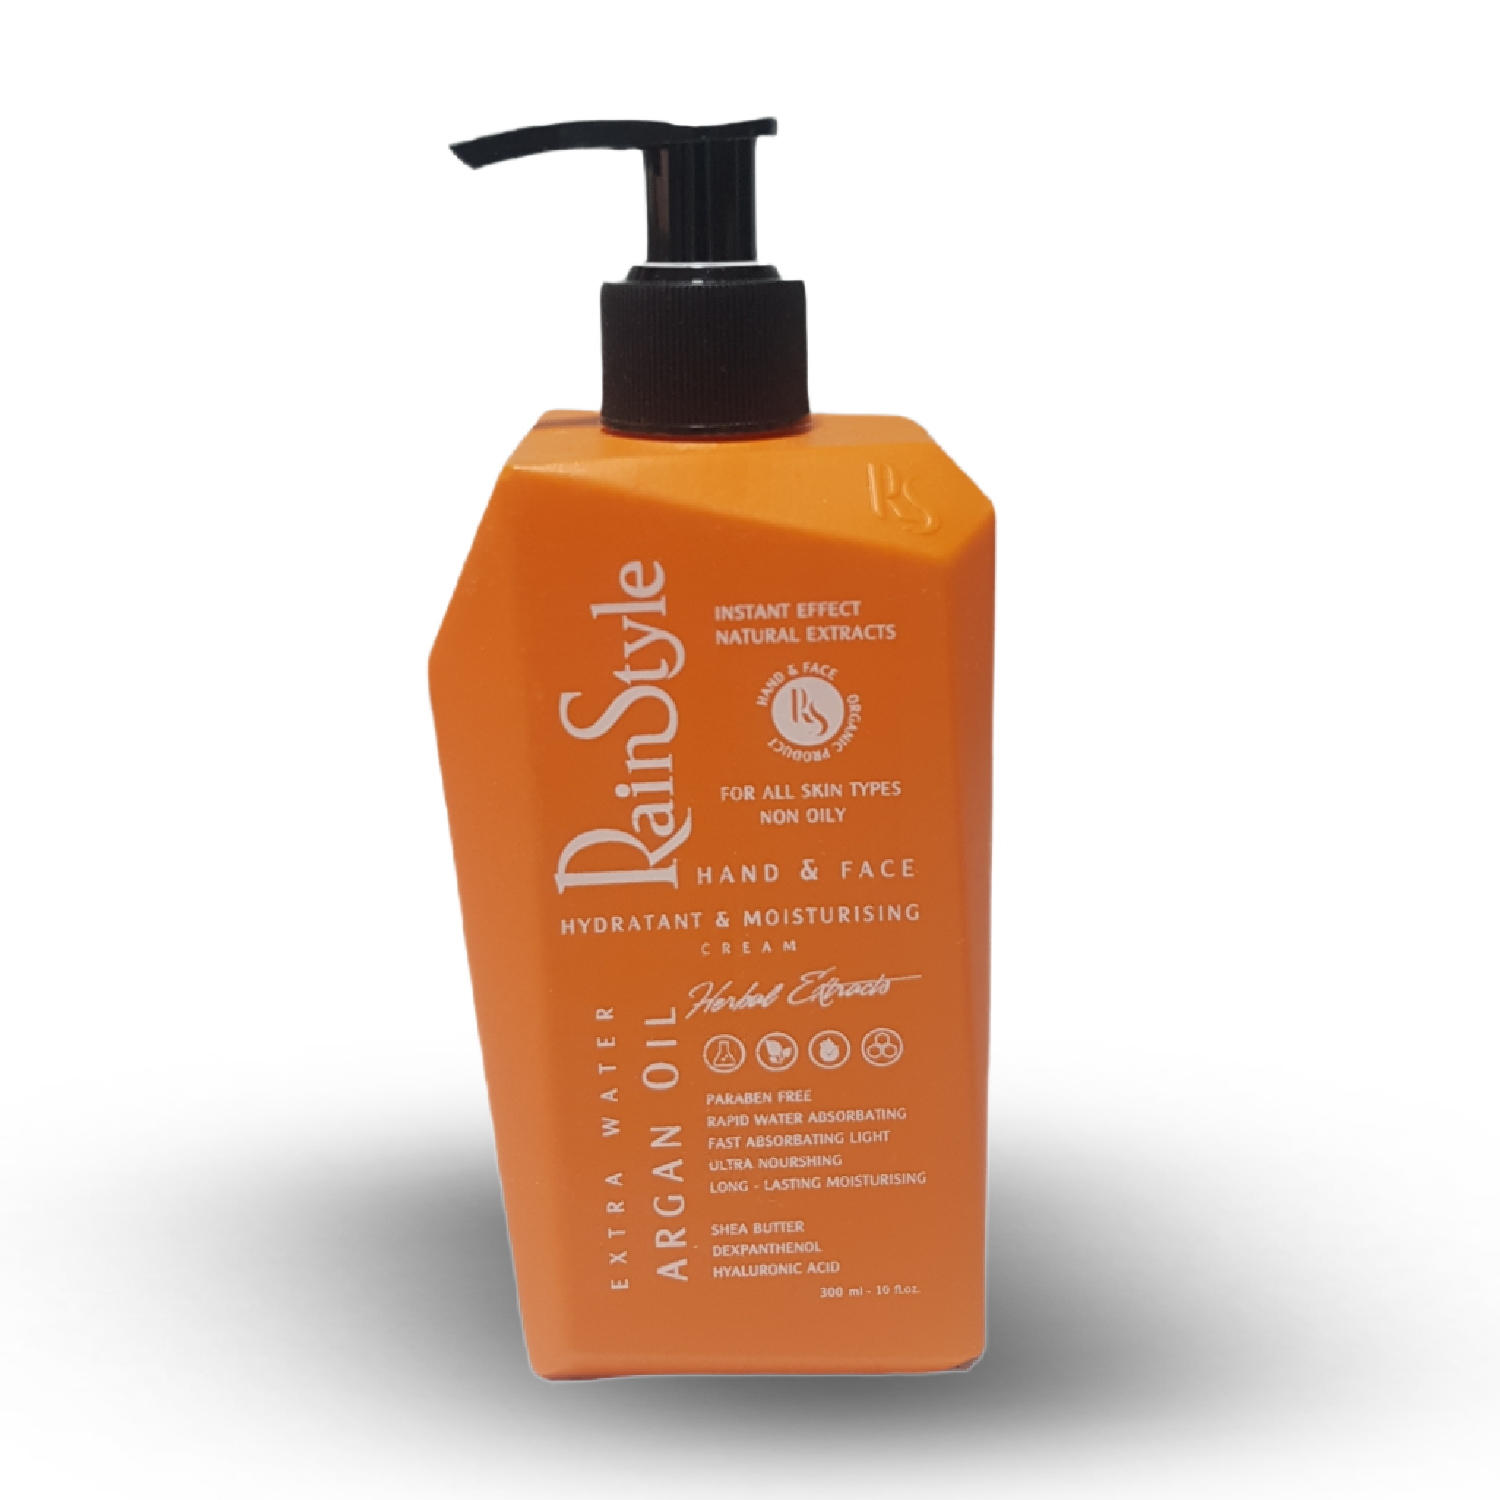 RS
RainStyle
INSTANT EFFECT
NATURAL EXTRACTS
HAND & FACE
ORGANIC PRODUCT
RS
FOR ALL SKIN TYPES
NON OILY
HAND & FACE
HYDRATANT & MOISTURISING
CREAM
Herbal Extracts
EXTRA WATER
ARGAN OIL
PARABEN FREE
RAPID WATER ABSORBATING
FAST ABSORBATING LIGHT
ULTRA NOURSHING
LONG - LASTING MOISTURISING
SHEA BUTTER
DEXPANTHENOL
HYALURONIC ACID
300 ml - 10 fl.oz.